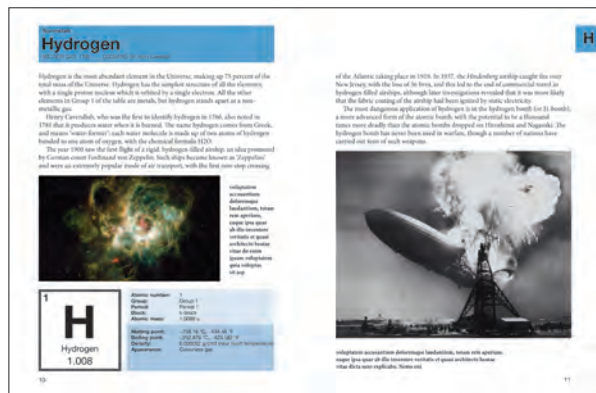 Hydrogen
Hydrogen is the most abundant element in the Universe, making up 75 percent of the
total mass of the Universe. Hydrogen has the simplest structure of all the elements,
with a single proton nucleus which is orbited by a single electron. All the other
elements in Group 1 of the table are metals, but hydrogen stands apart as a non-
metallic gas.
Henry Cavendish, who was the first to identify hydrogen in 1766, also noted in
1781 that it produces water when it is burned. The name hydrogen comes from Greek,
and means 'water-former': each water molecule is made up of two atoms of hydrogen
bonded to one atom of oxygen, with the chemical formula H2O.
The year 1900 saw the first flight of a rigid, hydrogen-filled airship, an idea promoted
by German count Ferdinand von Zeppelin. Such ships became known as 'Zeppelins'
and were an extremely popular mode of air transport, with the first non-stop crossing
voluptatem
accusantium
doloremque
laudantium, totam
rem aperiam,
eaque ipsa quae
ab illo inventore
veritatis et quasi
architecto beatae
vitae do enim
ipsam voluptatem
quia voluptas
sit asp
1
H
Hydrogen
1.008
Atomic number: 1
Group: Group 1
Period: Period 1
Block: s-block
Atomic mass:
Melting point:
Boiling point:
Density:
Appearance: Colourless gas
10
H
of the Atlantic taking place in 1919. In 1937, the Hindenburg airship caught fire over
New Jersey, with the loss of 36 lives, and this led to the end of commercial travel in
hydrogen-filled airships, although later investigations revealed that it was more likely
that the fabric coating of the airship had been ignited by static electricity.
The most dangerous application of hydrogen is in the hydrogen bomb (or H-bomb),
a more advanced form of the atomic bomb, with the potential to be a thousand
times more deadly than the atomic bombs dropped on Hiroshima and Nagasaki. The
hydrogen bomb has never been used in warfare, though a number of nations have
carried out tests of such weapons.
voluptatem accusantium doloremque laudantium, totam rem aperiam,
eaque ipsa quae ab illo inventore veritatis et quasi architecto beatae
vitae dicta sunt explicabo. Nemo eni
11